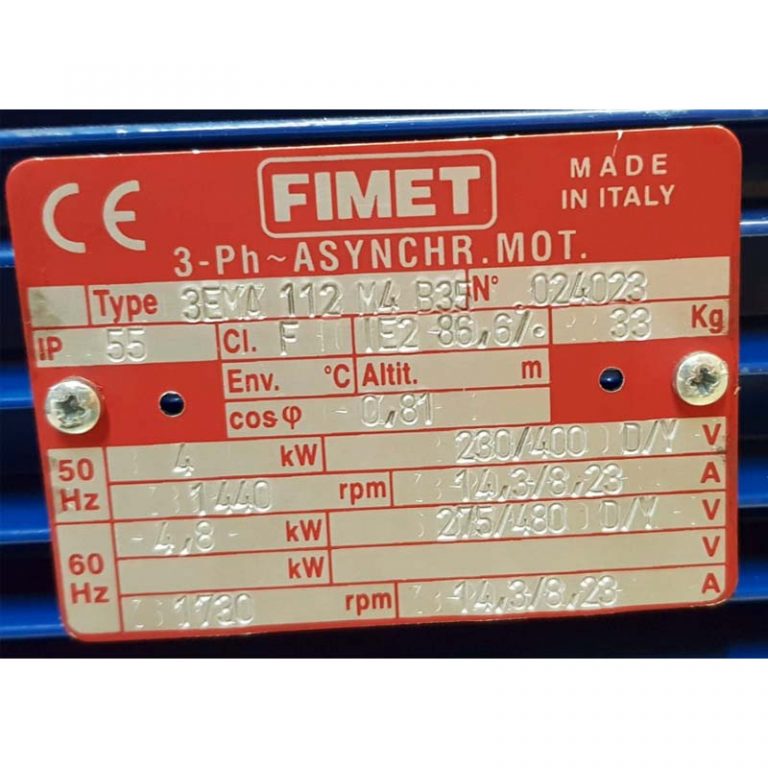 CE FIMET MADE IN ITALY
3-Ph~ASYNCHR.MOT.
Type 112 M4 B35 N° 024023
IP 55 Cl. F IE2 86,6% 33 Kg
Env. °C Altit. m
cosφ 0,81
50 Hz 4 kW 230/400 D/Y V
1440 rpm 14,3/8,23 A
60 Hz 4,8 kW 275/480 D/Y V
kW V
1730 rpm 14,3/8,23 A